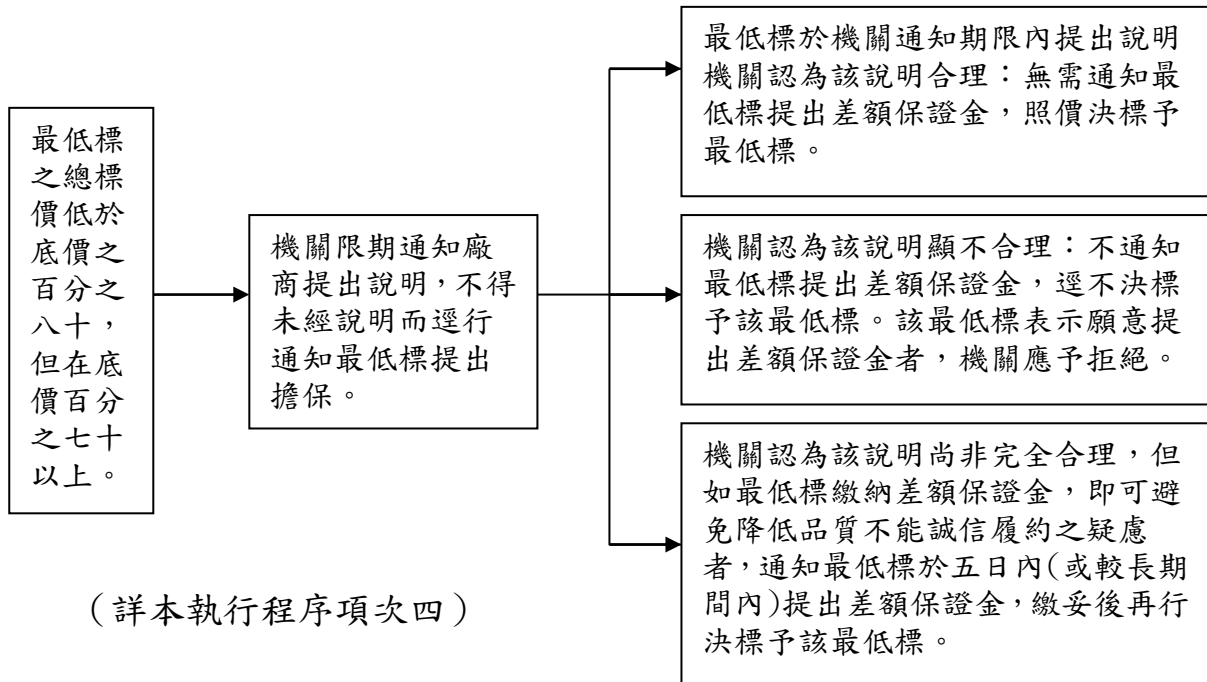 最低標
之總標
價低於
底價之
百分之
八十，
但在底
價百分
之七十
以上。
機關限期通知廠
商提出說明，不得
未經說明而逕行
通知最低標提出
擔保。
最低標於機關通知期限內提出說明
機關認為該說明合理：無需通知最
低標提出差額保證金，照價決標予
最低標。
機關認為該說明顯不合理：不通知
最低標提出差額保證金，逕不決標
予該最低標。該最低標表示願意提
出差額保證金者，機關應予拒絕。
機關認為該說明尚非完全合理，但
如最低標繳納差額保證金，即可避
免降低品質不能誠信履約之疑慮
者，通知最低標於五日內(或較長期
間內)提出差額保證金，繳妥後再行
決標予該最低標。
（詳本執行程序項次四）